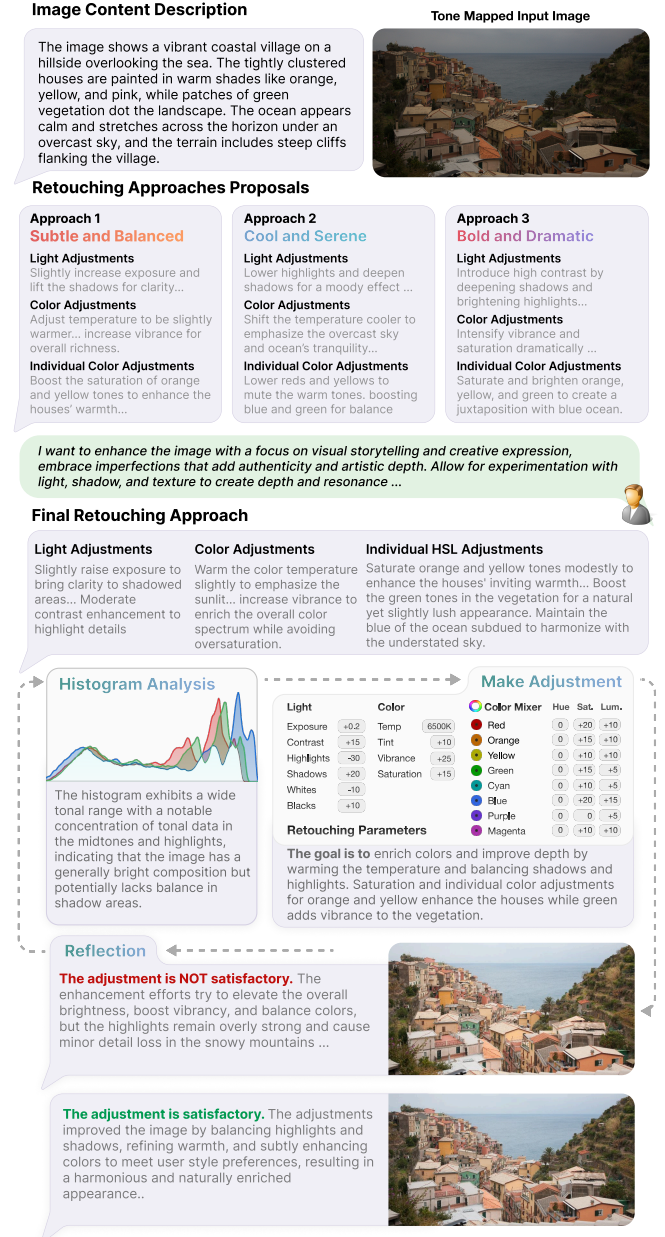 Image Content Description
Tone Mapped Input Image
The image shows a vibrant coastal village on a
hillside overlooking the sea. The tightly clustered
houses are painted in warm shades like orange,
yellow, and pink, while patches of green
vegetation dot the landscape. The ocean appears
calm and stretches across the horizon under an
overcast sky, and the terrain includes steep cliffs
flanking the village.
Retouching Approaches Proposals
Approach 1
Subtle and Balanced
Light Adjustments
Slightly increase exposure and
lift the shadows for clarity...
Color Adjustments
Adjust temperature to be slightly
warmer... increase vibrance for
overall richness.
Individual Color Adjustments
Boost the saturation of orange
and yellow tones to enhance the
houses' warmth...
Approach 2
Cool and Serene
Light Adjustments
Lower highlights and deepen
shadows for a moody effect ...
Color Adjustments
Shift the temperature cooler to
emphasize the overcast sky
and ocean's tranquility...
Individual Color Adjustments
Lower reds and yellows to
mute the warm tones. boosting
blue and green for balance
Approach 3
Bold and Dramatic
Light Adjustments
Introduce high contrast by
deepening shadows and
brightening highlights...
Color Adjustments
Intensify vibrance and
saturation dramatically ...
Individual Color Adjustments
Saturate and brighten orange,
yellow, and green to create a
juxtaposition with blue ocean.
I want to enhance the image with a focus on visual storytelling and creative expression,
embrace imperfections that add authenticity and artistic depth. Allow for experimentation with
light, shadow, and texture to create depth and resonance ...
Final Retouching Approach
Light Adjustments
Slightly raise exposure to
bring clarity to shadowed
areas... Moderate
contrast enhancement to
highlight details
Color Adjustments
Warm the color temperature
slightly to emphasize the
sunlit... increase vibrance to
enrich the overall color
spectrum while avoiding
oversaturation.
Individual HSL Adjustments
Saturate orange and yellow tones modestly to
enhance the houses' inviting warmth... Boost
the green tones in the vegetation for a natural
yet slightly lush appearance. Maintain the
blue of the ocean subdued to harmonize with
the understated sky.
Histogram Analysis
The histogram exhibits a wide
tonal range with a notable
concentration of tonal data in
the midtones and highlights,
indicating that the image has a
generally bright composition but
potentially lacks balance in
shadow areas.
Make Adjustment
Light
Exposure +0.2
Contrast +15
Highlights -30
Shadows +20
Whites -10
Blacks +10
Color
Temp 6500K
Tint +10
Vibrance +25
Saturation +15
Color Mixer Hue Sat. Lum.
Red 0 +20 +10
Orange 0 +15 +10
Yellow 0 +10 +10
Green 0 +15 +5
Cyan 0 +10 +5
Blue 0 +20 +15
Purple 0 0 +5
Magenta 0 +10 +10
Retouching Parameters
The goal is to enrich colors and improve depth by
warming the temperature and balancing shadows and
highlights. Saturation and individual color adjustments
for orange and yellow enhance the houses while green
adds vibrance to the vegetation.
Reflection
The adjustment is NOT satisfactory. The
enhancement efforts try to elevate the overall
brightness, boost vibrancy, and balance colors,
but the highlights remain overly strong and cause
minor detail loss in the snowy mountains ...
The adjustment is satisfactory. The adjustments
improved the image by balancing highlights and
shadows, refining warmth, and subtly enhancing
colors to meet user style preferences, resulting in
a harmonious and naturally enriched
appearance..